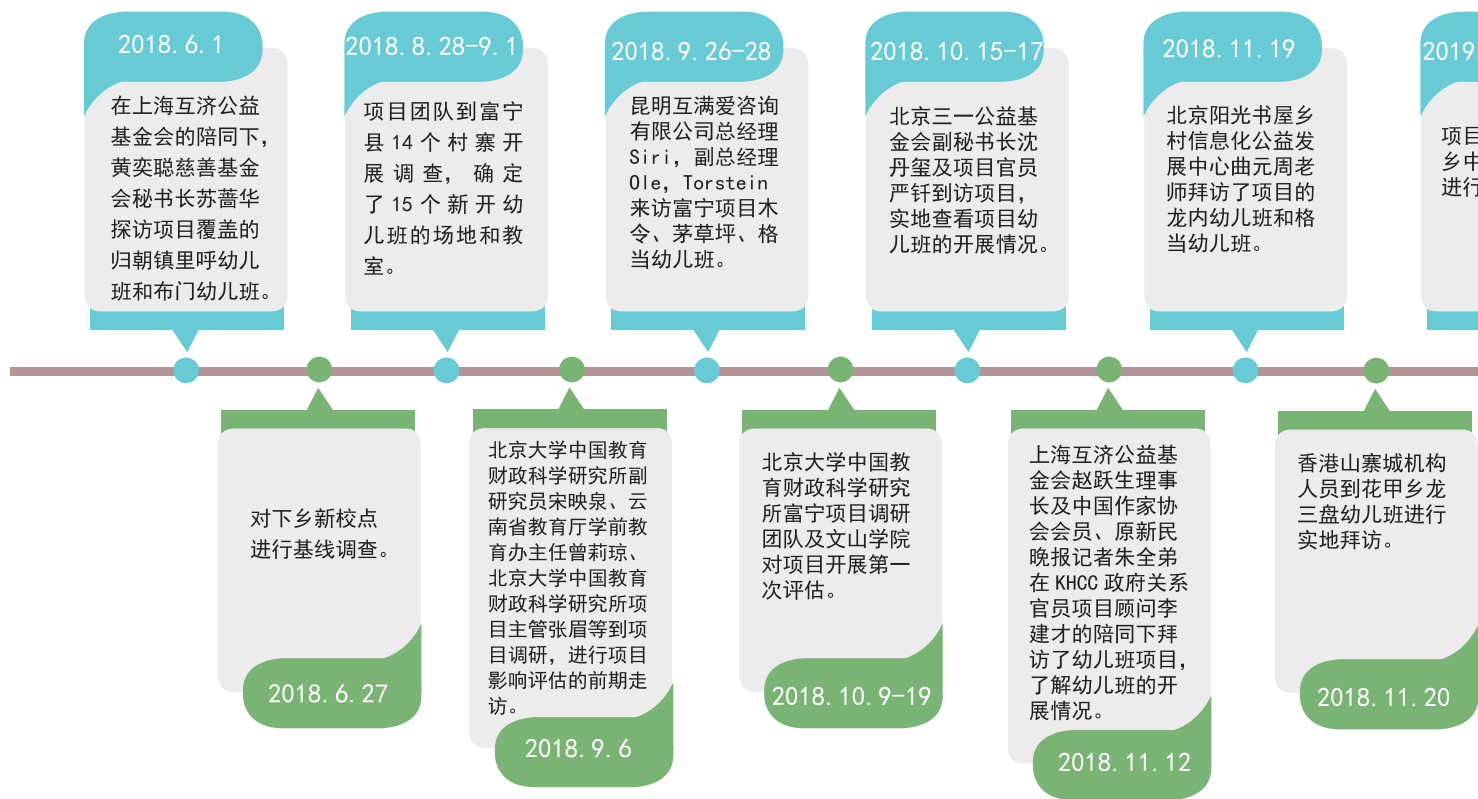 2018.6.1
在上海互济公益
基金会的陪同下，
黄奕聪慈善基金
会秘书长苏蔷华
探访项目覆盖的
归朝镇里呼幼儿
班和布门幼儿班。
2018.8.28-9.1
项目团队到富宁
县 14 个村寨开
展调查，确定
了 15 个新开幼
儿班的场地和教
室。
2018.9.26-28
昆明互满爱咨询
有限公司总经理
Siri，副总经理
Ole，Torstein
来访富宁项目木
令、茅草坪、格
当幼儿班。
2018.10.15-17
北京三一公益基
金会副秘书长沈
丹玺及项目官员
严钎到访项目，
实地查看项目幼
儿班的开展情况。
2018.11.19
北京阳光书屋乡
村信息化公益发
展中心曲元周老
师拜访了项目的
龙内幼儿班和格
当幼儿班。
2019
项目
乡中
进行
对下乡新校点
进行基线调查。
2018.6.27
北京大学中国教育
财政科学研究所副
研究员宋映泉、云
南省教育厅学前教
育办主任曾莉琼、
北京大学中国教育
财政科学研究所项
目主管张眉等到项
目调研，进行项目
影响评估的前期走
访。
2018.9.6
北京大学中国教
育财政科学研究
所富宁项目调研
团队及文山学院
对项目开展第一
次评估。
2018.10.9-19
上海互济公益基
金会赵跃生理事
长及中国作家协
会会员、原新民
晚报记者朱全弟
在 KHCC 政府关系
官员项目顾问李
建才的陪同下拜
访了幼儿班项目，
了解幼儿班的开
展情况。
2018.11.12
香港山寨城机构
人员到花甲乡龙
三盘幼儿班进行
实地拜访。
2018.11.20